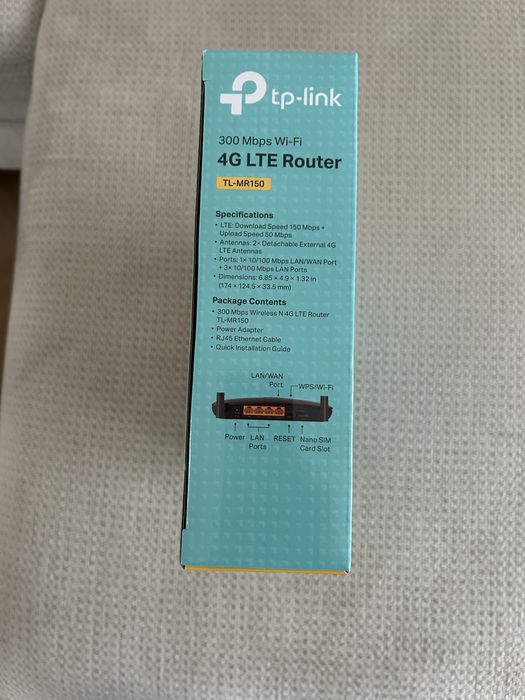 tp-link
300 Mbps Wi-Fi
4G LTE Router
TL-MR150
Specifications
• LTE: Download Speed 150 Mbps +
Upload Speed 50 Mbps
• Antennas: 2× Detachable External 4G
LTE Antennas
• Ports: 1× 10/100 Mbps LAN/WAN Port
+ 3× 10/100 Mbps LAN Ports
• Dimensions: 6.85 × 4.9 × 1.32 in
(174 × 124.5 × 33.5 mm)
Package Contents
• 300 Mbps Wireless N 4G LTE Router
TL-MR150
• Power Adapter
• RJ45 Ethernet Cable
• Quick Installation Guide
LAN/WAN
Port
WPS/Wi-Fi
Power
LAN
Ports
RESET
Nano SIM
Card Slot